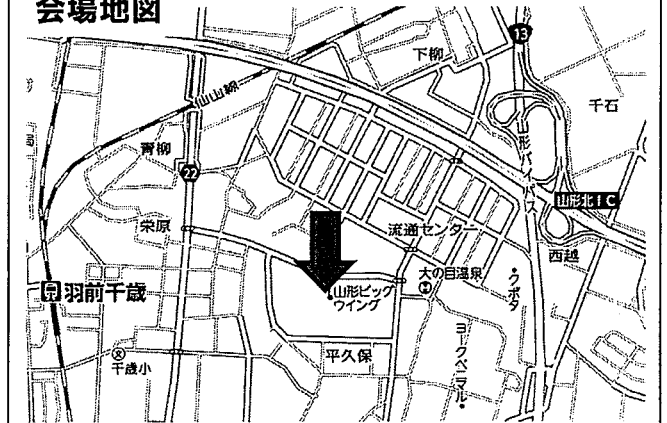 会場地図
13
下柳
仙山線
千石
山形バイパス
青柳
22
山形北IC
栄原
流通センター
西越
大の目温泉
クボタ
羽前千歳
山形ビッグ
ウイング
平久保
ヨークベニマル
千歳小
文